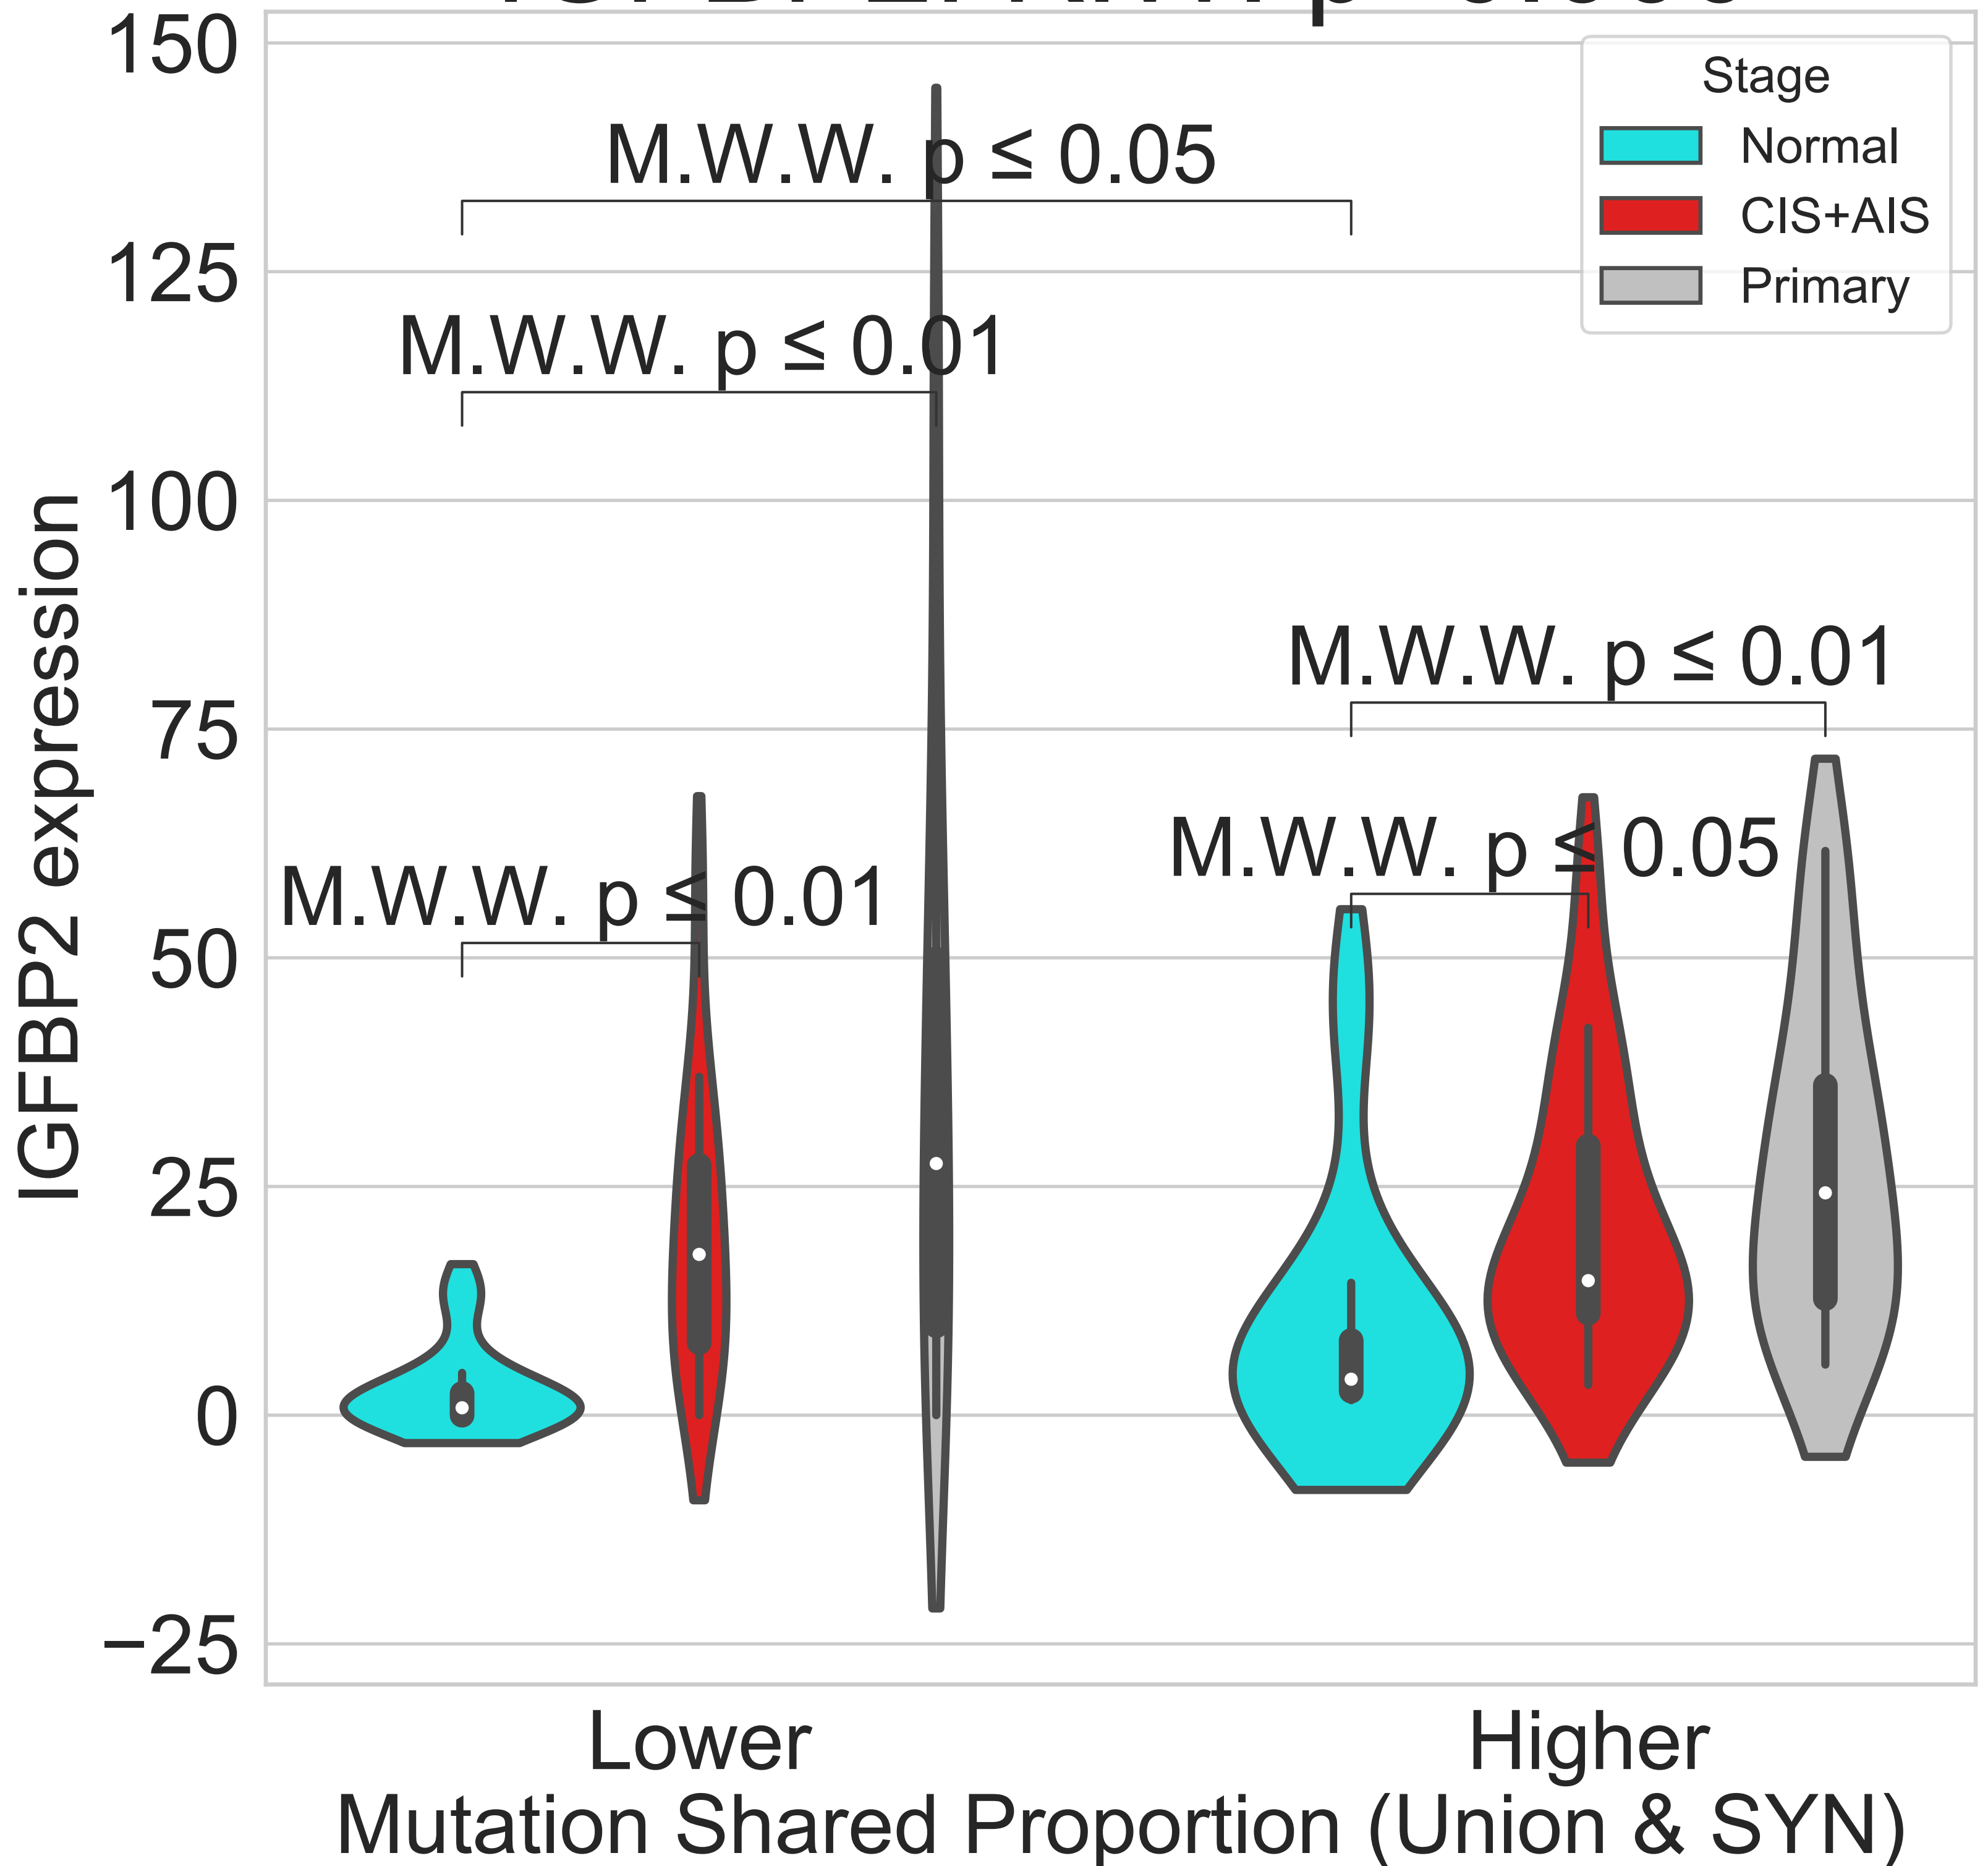 150
125
100
75
50
25
0
−25
IGFBP2 expression
Stage
Normal
CIS+AIS
Primary
M.W.W. p ≤ 0.05
M.W.W. p ≤ 0.01
M.W.W. p ≤ 0.01
M.W.W. p ≤ 0.05
M.W.W. p ≤ 0.01
Lower
Higher
Mutation Shared Proportion (Union & SYN)